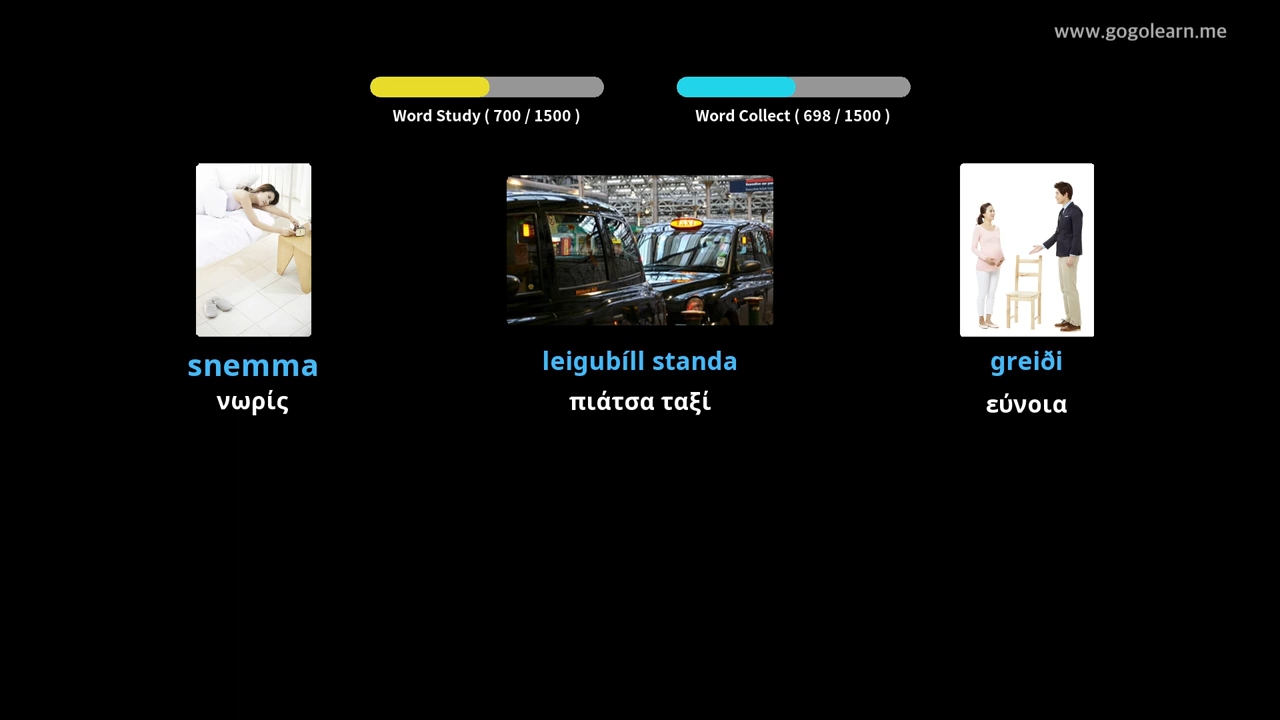 www.gogolearn.me
Word Study ( 700 / 1500 )
Word Collect ( 698 / 1500 )
TAXI
snemma
leigubíll standa
greiði
νωρίς
πιάτσα ταξί
εύνοια